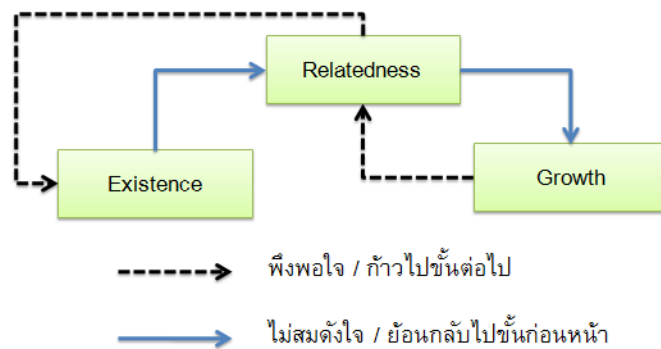 Relatedness
Existence
Growth
พึงพอใจ / ก้าวไปขั้นต่อไป
ไม่สมดังใจ / ย้อนกลับไปขั้นก่อนหน้า